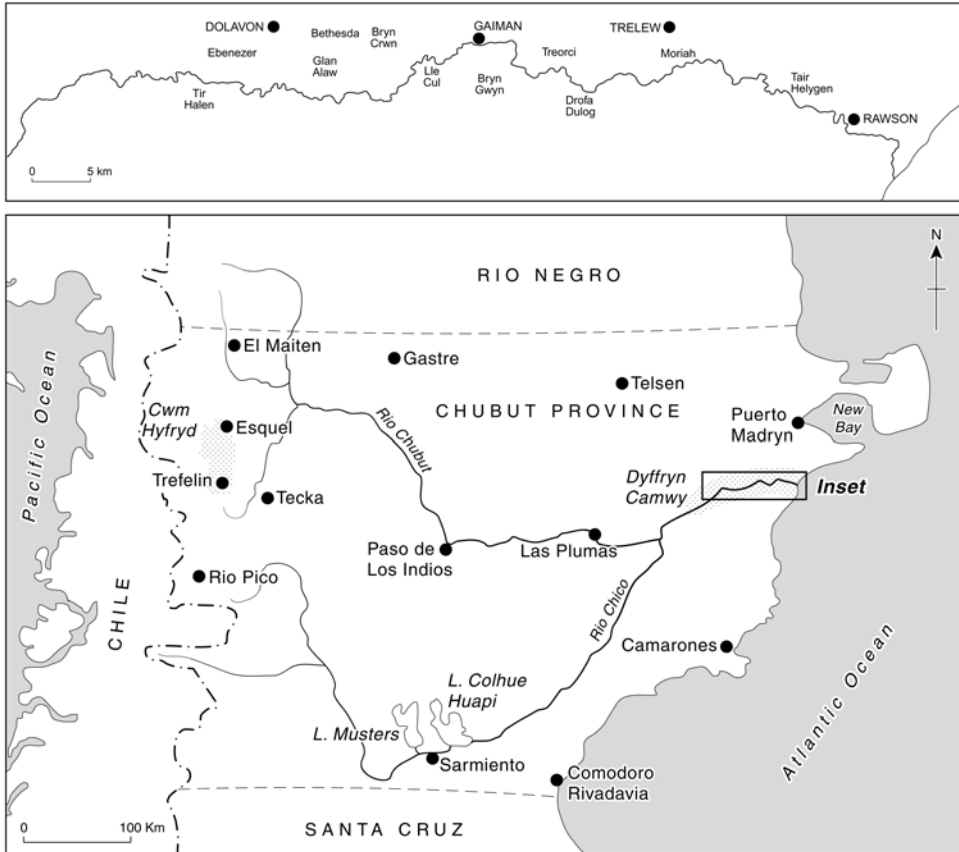 DOLAVON
Ebenezer
Bethesda
Bryn
Crwn
GAIMAN
TRELEW
Glan
Alaw
Lle
Cul
Bryn
Gwyn
Treorci
Moriah
Tir
Halen
Drofa
Dulog
Tair
Helygen
RAWSON
0 5 km
N
RIO NEGRO
Pacific Ocean
El Maiten
Gastre
Telsen
CHUBUT PROVINCE
Cwm
Hyfryd
Esquel
Rio Chubut
Puerto
Madryn
New
Bay
Trefelin
Tecka
Dyffryn
Camwy
Inset
Paso de
Los Indios
Las Plumas
CHILE
Rio Pico
Rio Chico
Camarones
L. Colhue
Huapi
L. Musters
Sarmiento
Comodoro
Rivadavia
Atlantic Ocean
0 100 Km
SANTA CRUZ